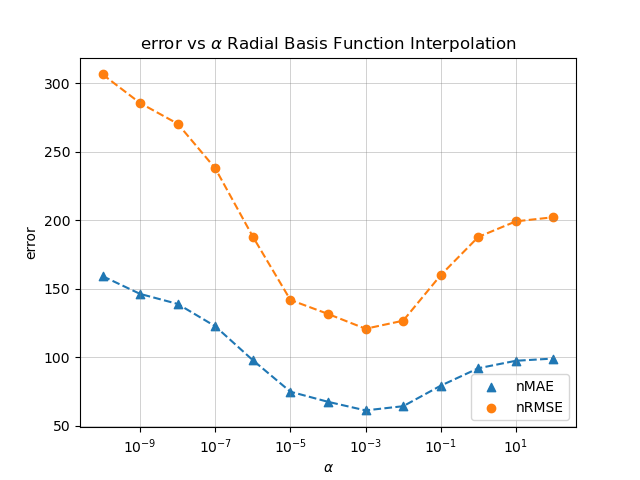 error vs α Radial Basis Function Interpolation
error
300
250
200
150
100
50
10⁻⁹ 10⁻⁷ 10⁻⁵ 10⁻³ 10⁻¹ 10¹
α
nMAE
nRMSE